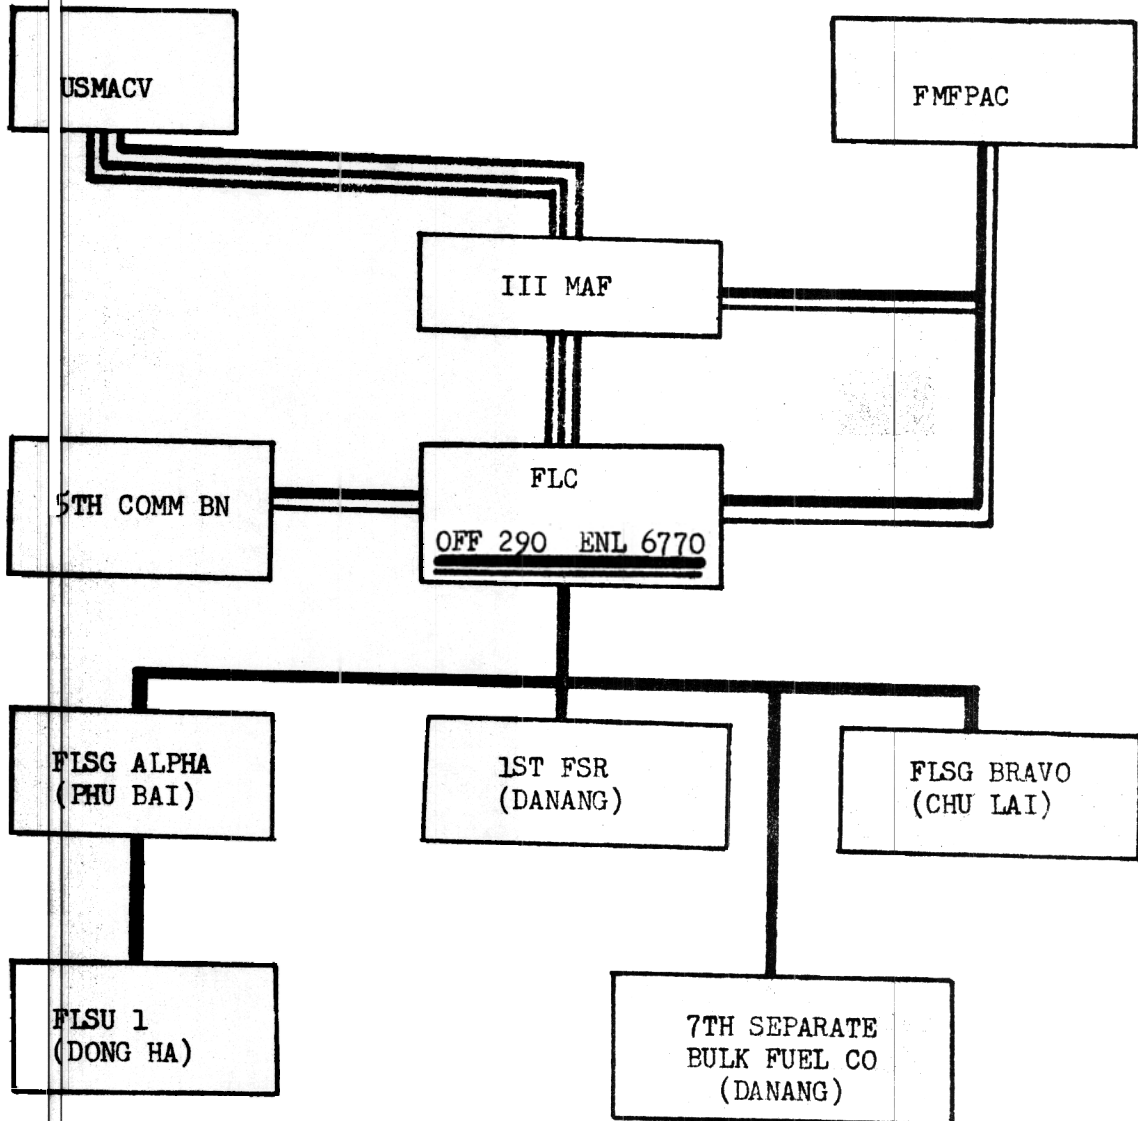 USMACV
FMFPAC
III MAF
5TH COMM BN
FLC
OFF 290 ENL 6770
FLSG ALPHA
(PHU BAI)
1ST FSR
(DANANG)
FLSG BRAVO
(CHU LAI)
FLSU 1
(DONG HA)
7TH SEPARATE
BULK FUEL CO
(DANANG)